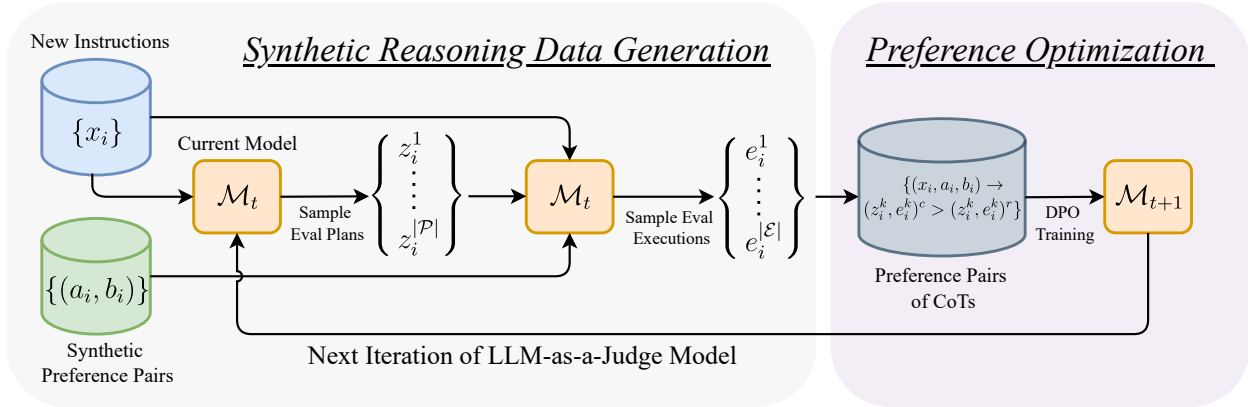 Synthetic Reasoning Data Generation
Preference Optimization
New Instructions
{x_i}
Current Model
M_t
Sample
Eval Plans
z_i^1
⋮
⋮
z_i^{|P|}
M_t
Sample Eval
Executions
e_i^1
⋮
⋮
e_i^{|E|}
{(x_i, a_i, b_i) →
(z_i^k, e_i^k)^c > (z_i^k, e_i^k)^r}
Preference Pairs
of CoTs
DPO
Training
M_{t+1}
{(a_i, b_i)}
Synthetic
Preference Pairs
Next Iteration of LLM-as-a-Judge Model